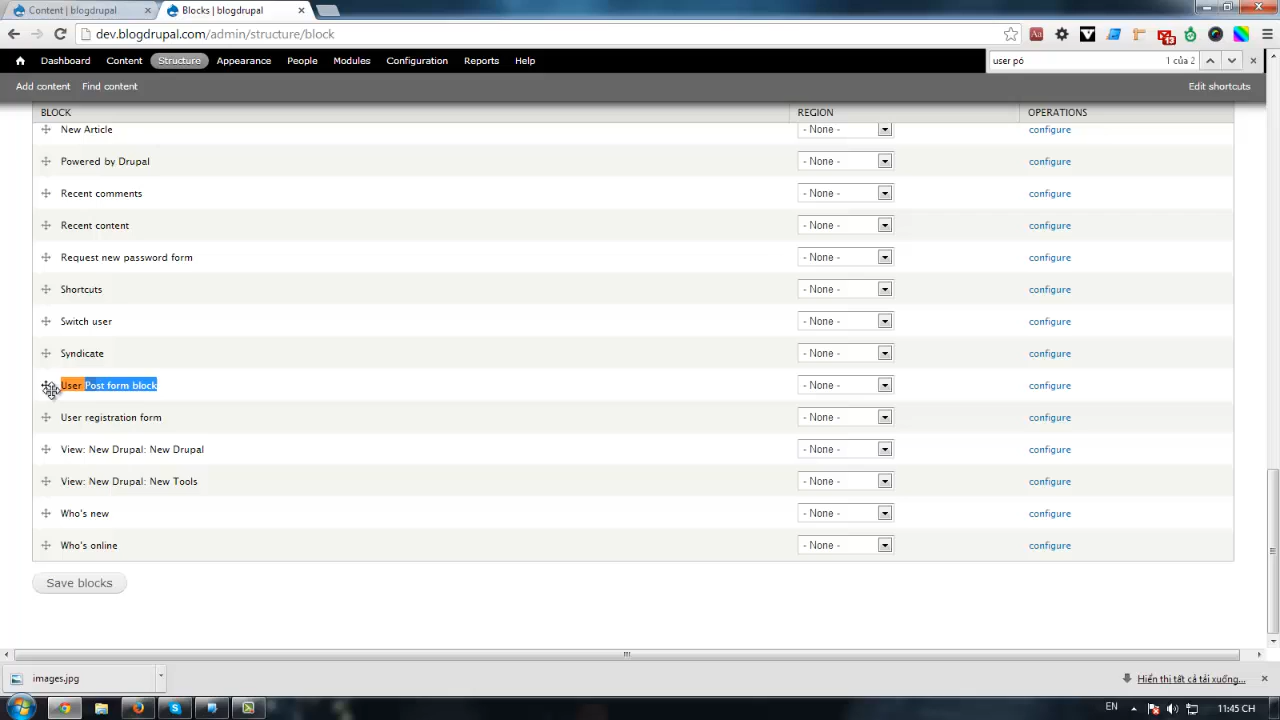 Content | blogdrupal
Blocks | blogdrupal
dev.blogdrupal.com/admin/structure/block
13
Dashboard Content Structure Appearance People Modules Configuration Reports Help
user pó 1 của 2
Add content Find content Edit shortcuts
BLOCK REGION OPERATIONS
New Article - None - configure
Powered by Drupal - None - configure
Recent comments - None - configure
Recent content - None - configure
Request new password form - None - configure
Shortcuts - None - configure
Switch user - None - configure
Syndicate - None - configure
User Post form block - None - configure
User registration form - None - configure
View: New Drupal: New Drupal - None - configure
View: New Drupal: New Tools - None - configure
Who's new - None - configure
Who's online - None - configure
Save blocks
images.jpg Hiển thị tất cả tải xuống...
EN 11:45 CH